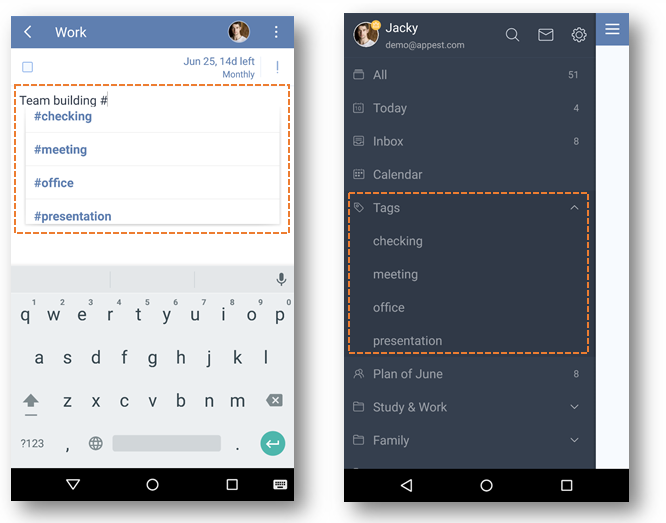 Work
Jun 25, 14d left
Monthly
Team building #
#checking
#meeting
#office
#presentation
1 2 3 4 5 6 7 8 9 0
q w e r t y u i o p
a s d f g h j k l
z x c v b n m
?123 , .
Jacky
demo@appest.com
All 51
10 Today 4
Inbox 8
Calendar
Tags
checking
meeting
office
presentation
Plan of June 8
Study & Work
Family